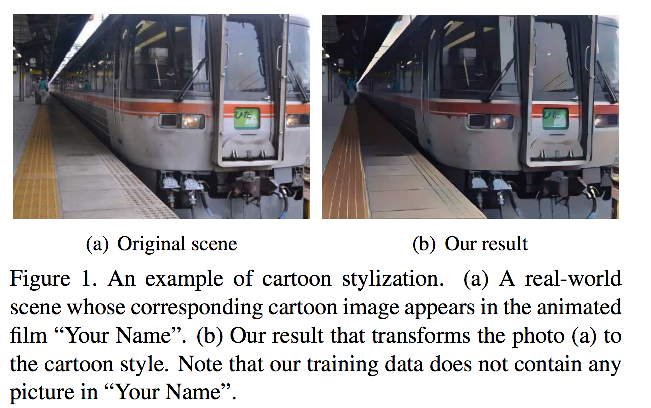 ひだ
(a) Original scene
(b) Our result
Figure 1. An example of cartoon stylization. (a) A real-world
scene whose corresponding cartoon image appears in the animated
film “Your Name”. (b) Our result that transforms the photo (a) to
the cartoon style. Note that our training data does not contain any
picture in “Your Name”.